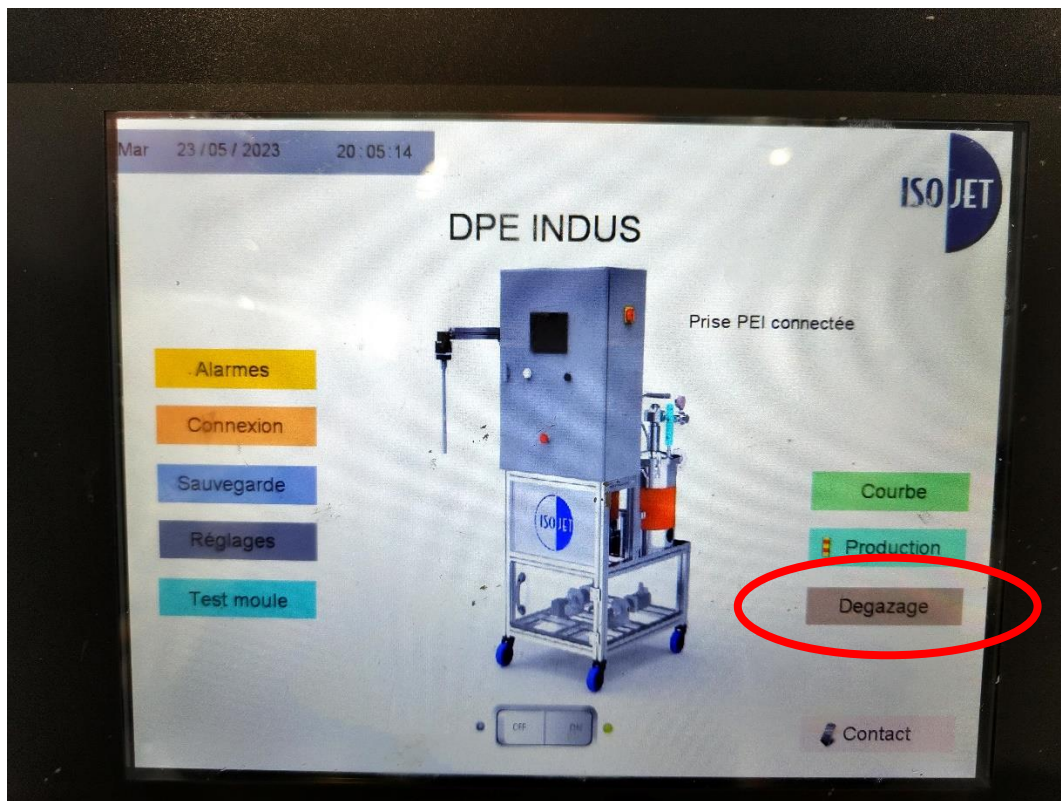 Mar 23/05/2023 20:05:14
ISOJET
DPE INDUS
Prise PEI connectée
Alarmes
Connexion
Sauvegarde
Réglages
Test moule
ISOJET
Courbe
Production
Degazage
OFF ON
Contact